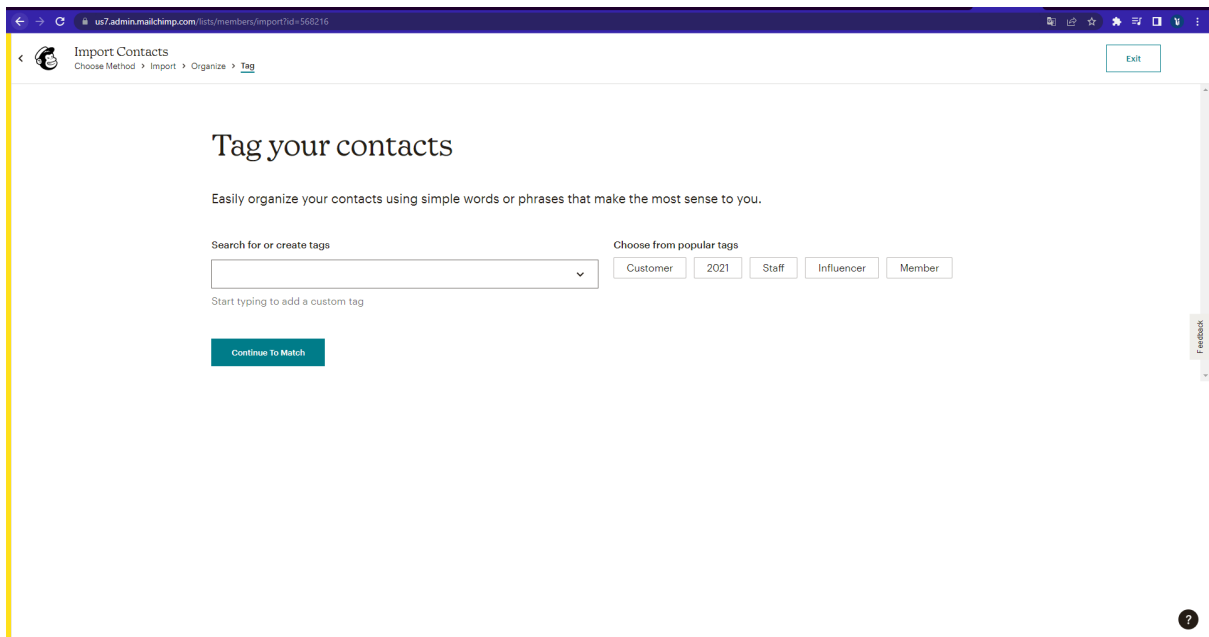 us7.admin.mailchimp.com/lists/members/import?id=568216
Import Contacts
Choose Method > Import > Organize > Tag
Exit
Tag your contacts
Easily organize your contacts using simple words or phrases that make the most sense to you.
Search for or create tags
Choose from popular tags
Customer 2021 Staff Influencer Member
Start typing to add a custom tag
Feedback
Continue To Match
?